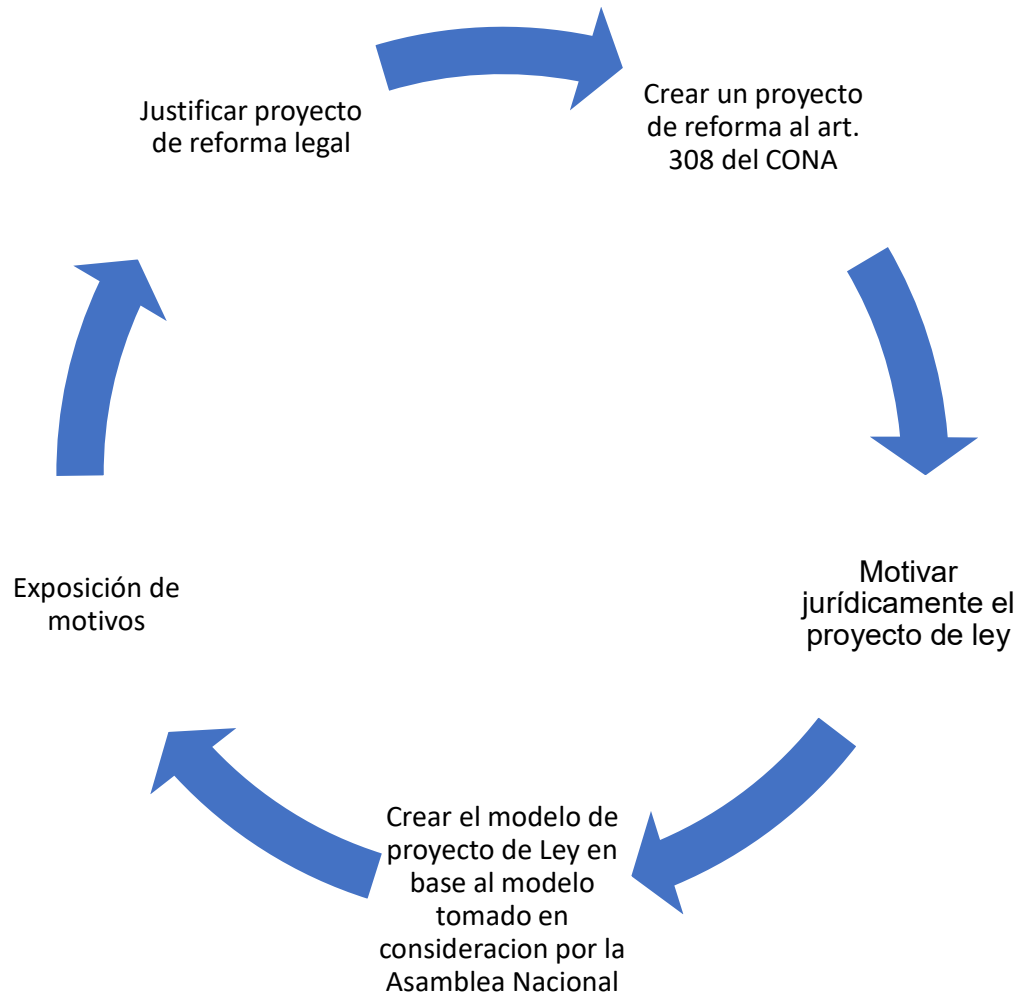 Justificar proyecto
de reforma legal
Crear un proyecto
de reforma al art.
308 del CONA
Motivar
jurídicamente el
proyecto de ley
Crear el modelo de
proyecto de Ley en
base al modelo
tomado en
consideracion por la
Asamblea Nacional
Exposición de
motivos